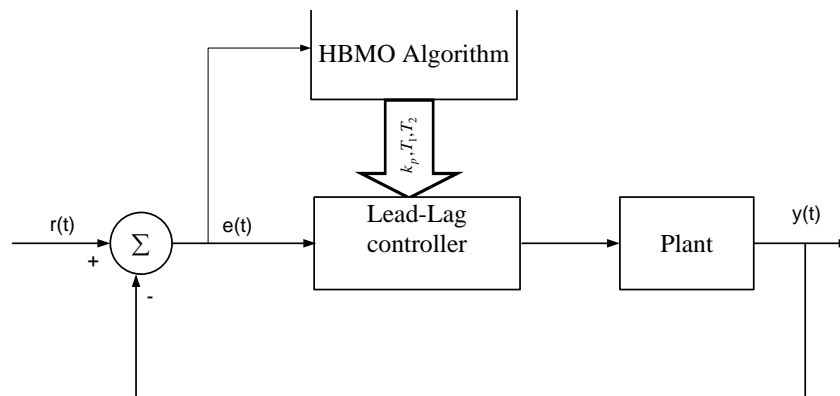 HBMO Algorithm
k_p, T_1, T_2
r(t)
+
Σ
-
e(t)
Lead-Lag
controller
Plant
y(t)